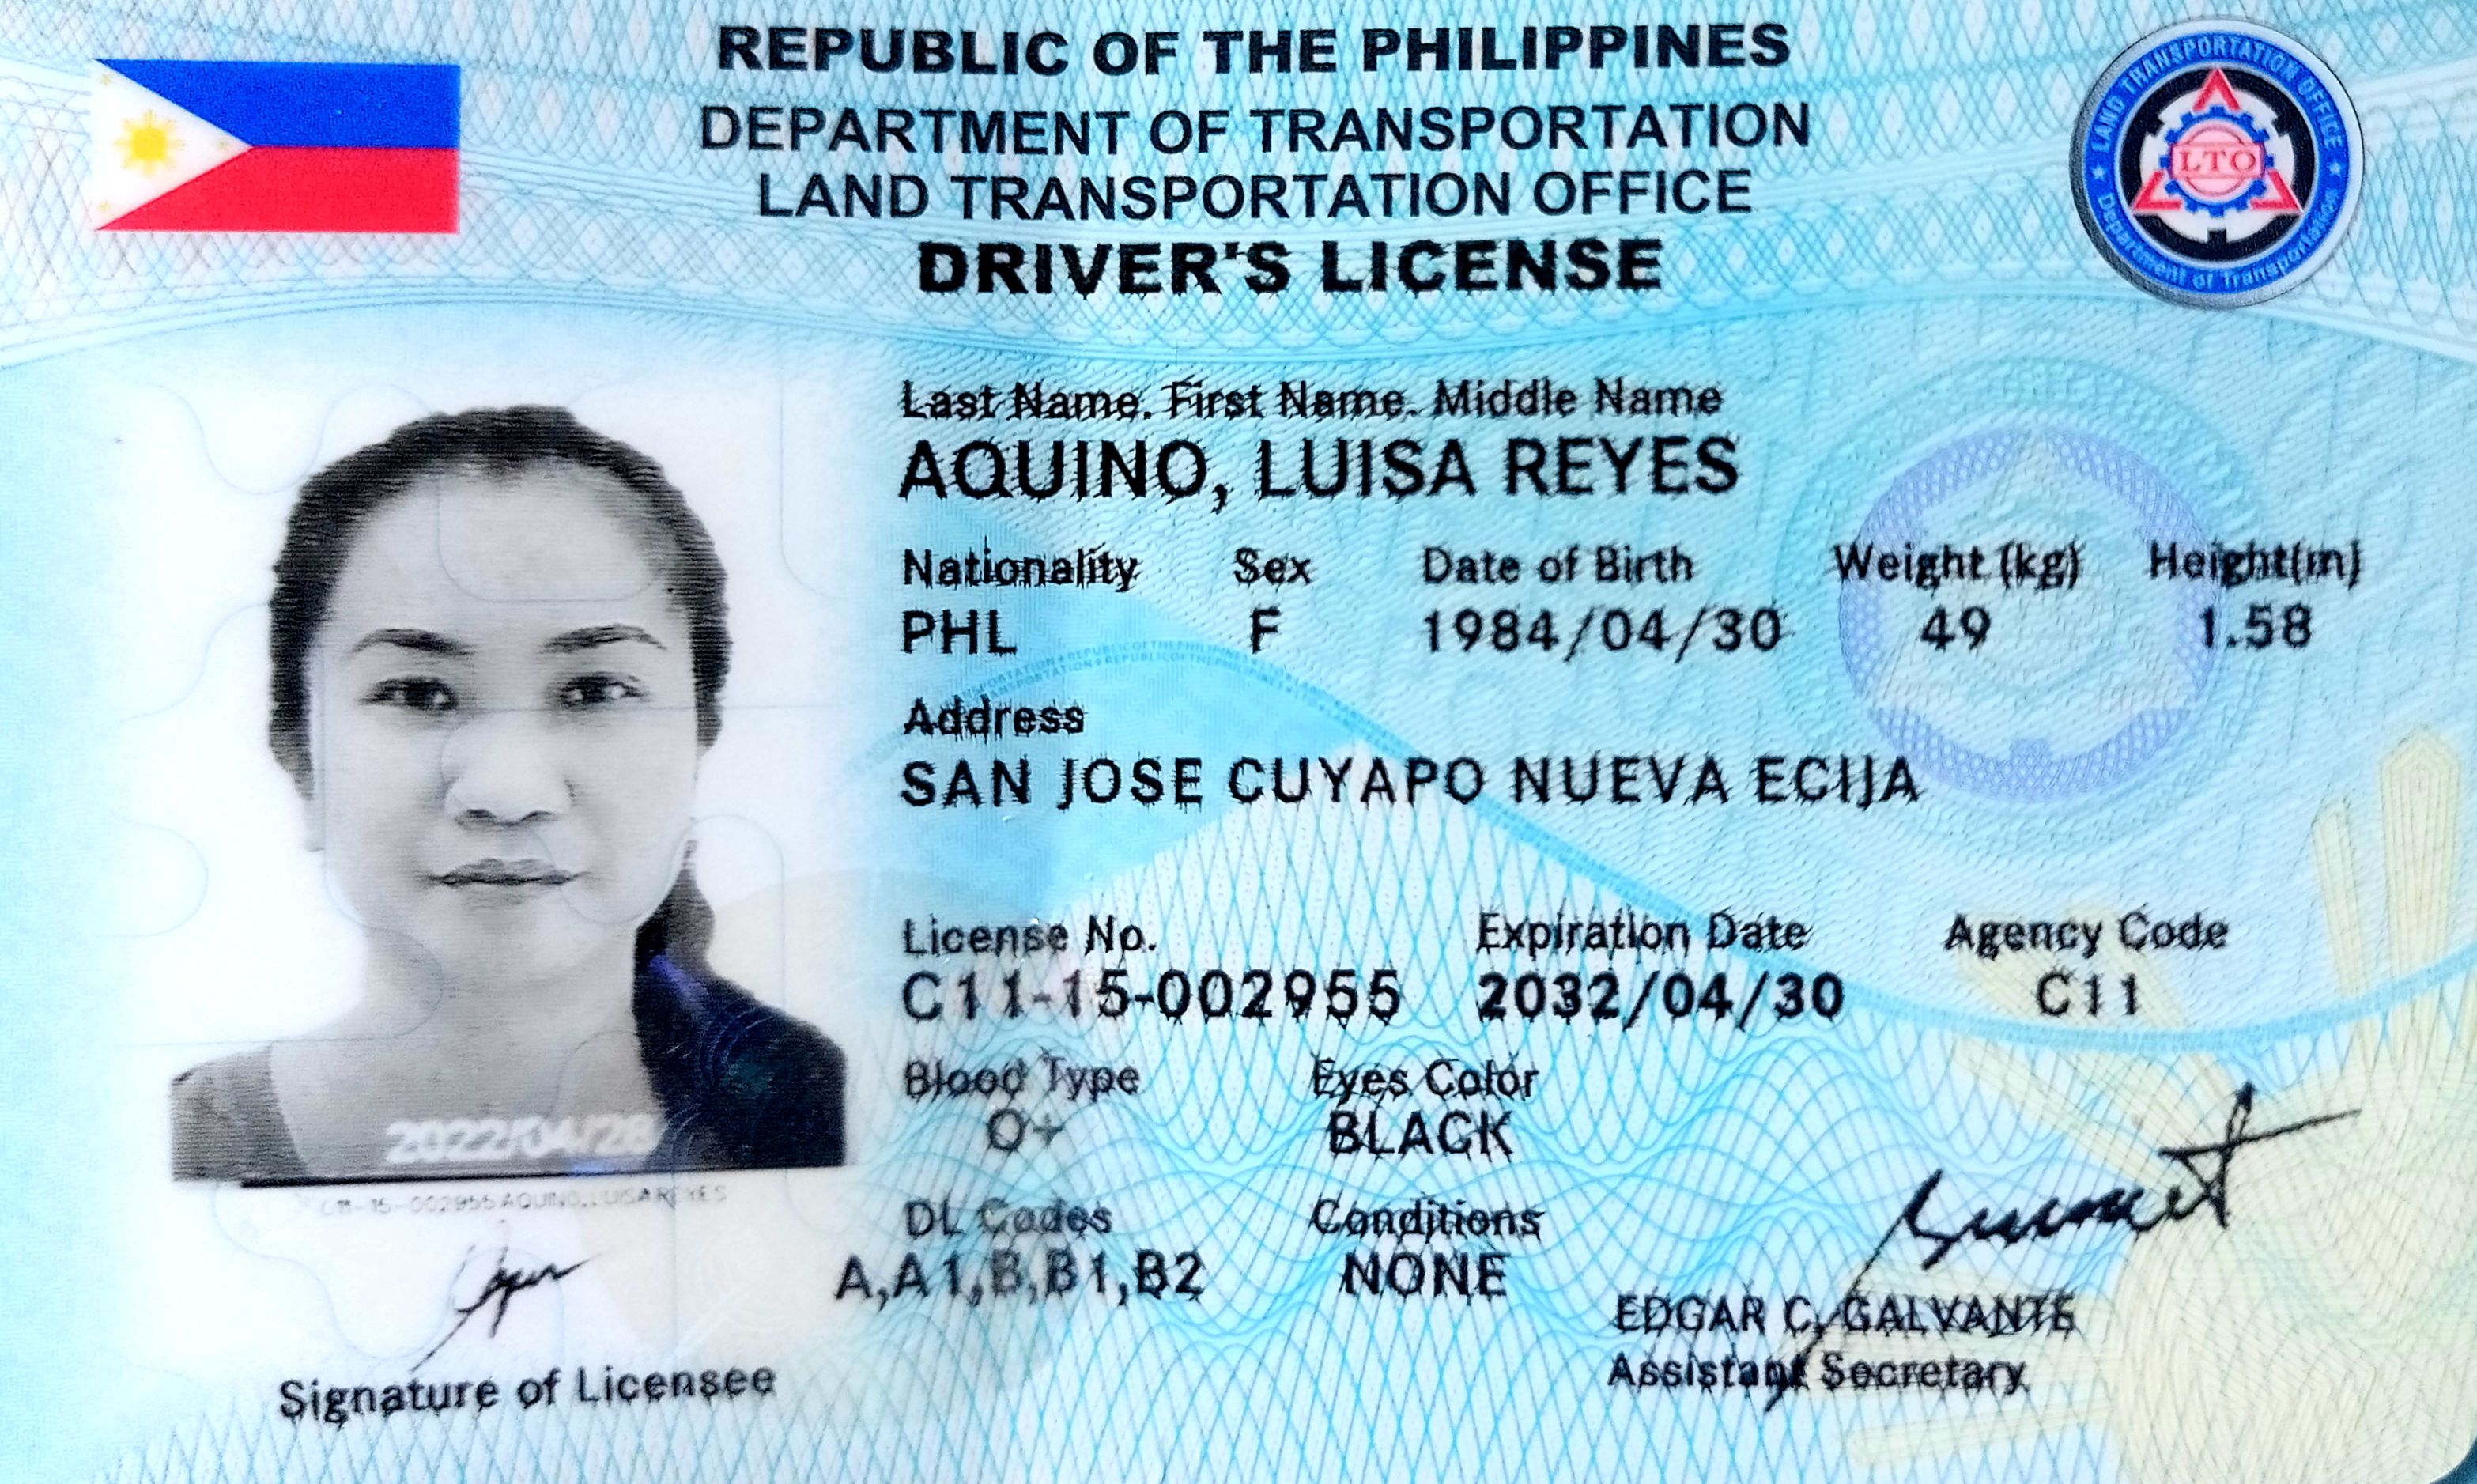 REPUBLIC OF THE PHILIPPINES
DEPARTMENT OF TRANSPORTATION
LAND TRANSPORTATION OFFICE
DRIVER'S LICENSE
LAND TRANSPORTATION OFFICE
LTO
Department of Transportation
Last Name. First Name. Middle Name
AQUINO, LUISA REYES
Nationality Sex Date of Birth Weight (kg) Height(m)
PHL F 1984/04/30 49 1.58
Address
SAN JOSE CUYAPO NUEVA ECIJA
License No. Expiration Date Agency Code
C11-15-002955 2032/04/30 C11
Blood Type Eyes Color
O+ BLACK
DL Codes Conditions
A,A1,B,B1,B2 NONE
2022/04/28
C11-15-002955 AQUINO, LUISA REYES
Signature of Licensee
EDGAR C. GALVANTE
Assistant Secretary